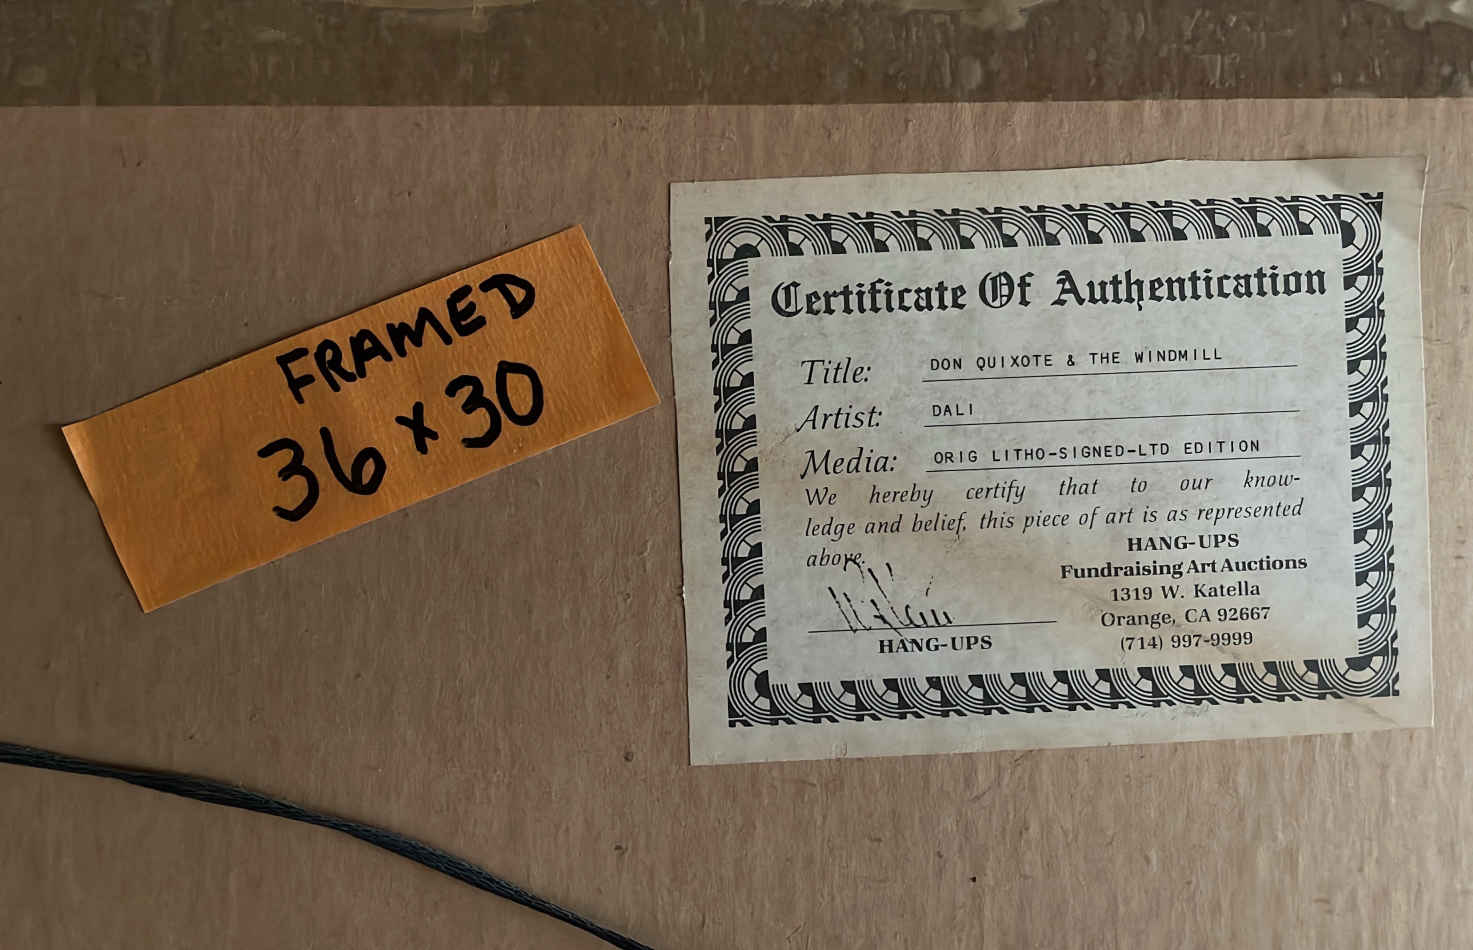 FRAMED
36 x 30
Certificate Of Authentication
Title: DON QUIXOTE & THE WINDMILL
Artist: DALI
Media: ORIG LITHO-SIGNED-LTD EDITION
We hereby certify that to our know-
ledge and belief, this piece of art is as represented
above.
HANG-UPS
Fundraising Art Auctions
1319 W. Katella
Orange, CA 92667
(714) 997-9999
HANG-UPS